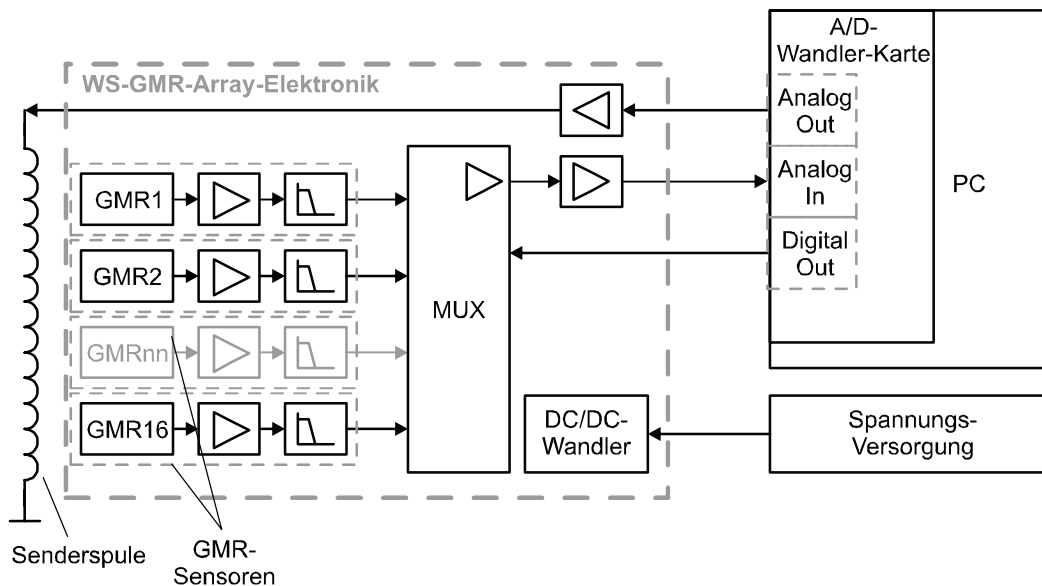 A/D-
Wandler-Karte
WS-GMR-Array-Elektronik
Analog
Out
Analog
In
PC
GMR1
Digital
Out
GMR2
MUX
GMRnn
GMR16
DC/DC-
Wandler
Spannungs-
Versorgung
Senderspule
GMR-
Sensoren